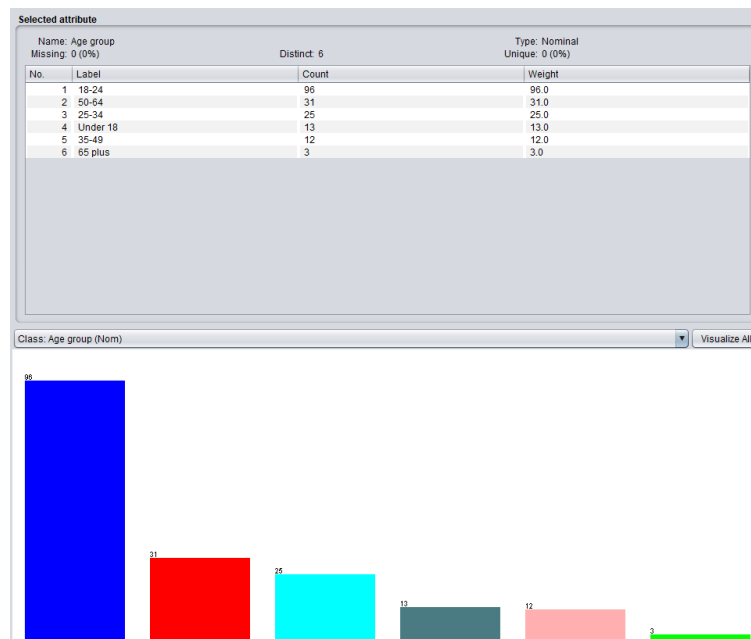 Selected attribute
Name: Age group Type: Nominal
Missing: 0 (0%) Distinct: 6 Unique: 0 (0%)
No. Label Count Weight
1 18-24 96 96.0
2 50-64 31 31.0
3 25-34 25 25.0
4 Under 18 13 13.0
5 35-49 12 12.0
6 65 plus 3 3.0
Class: Age group (Nom) Visualize All
96
31
25
13
12
3